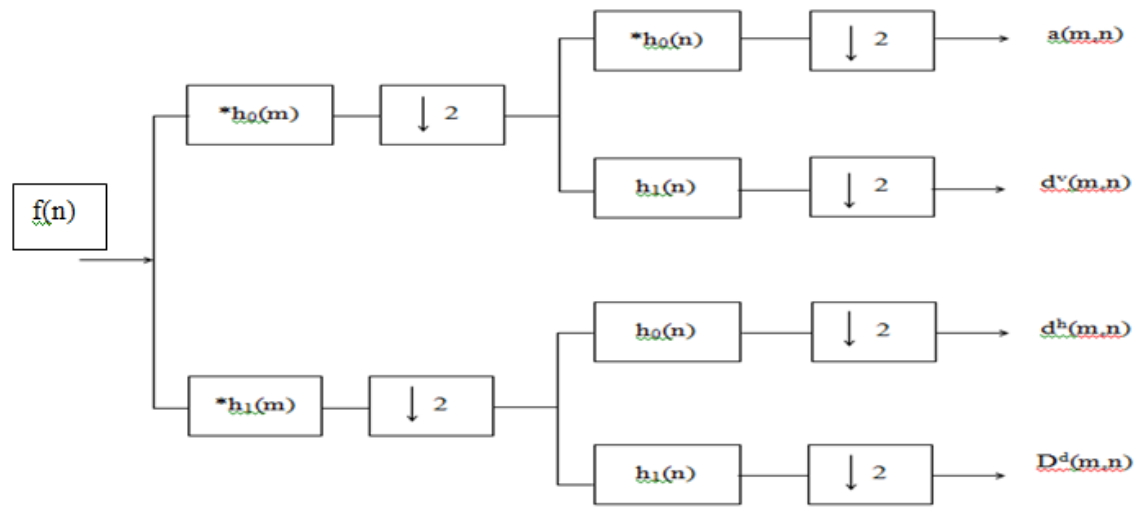 *h₀(n) ↓ 2 a(m,n)
*h₀(m) ↓ 2
h₁(n) ↓ 2 dᵛ(m,n)
f(n)
h₀(n) ↓ 2 dʰ(m,n)
*h₁(m) ↓ 2
h₁(n) ↓ 2 Dᵈ(m,n)